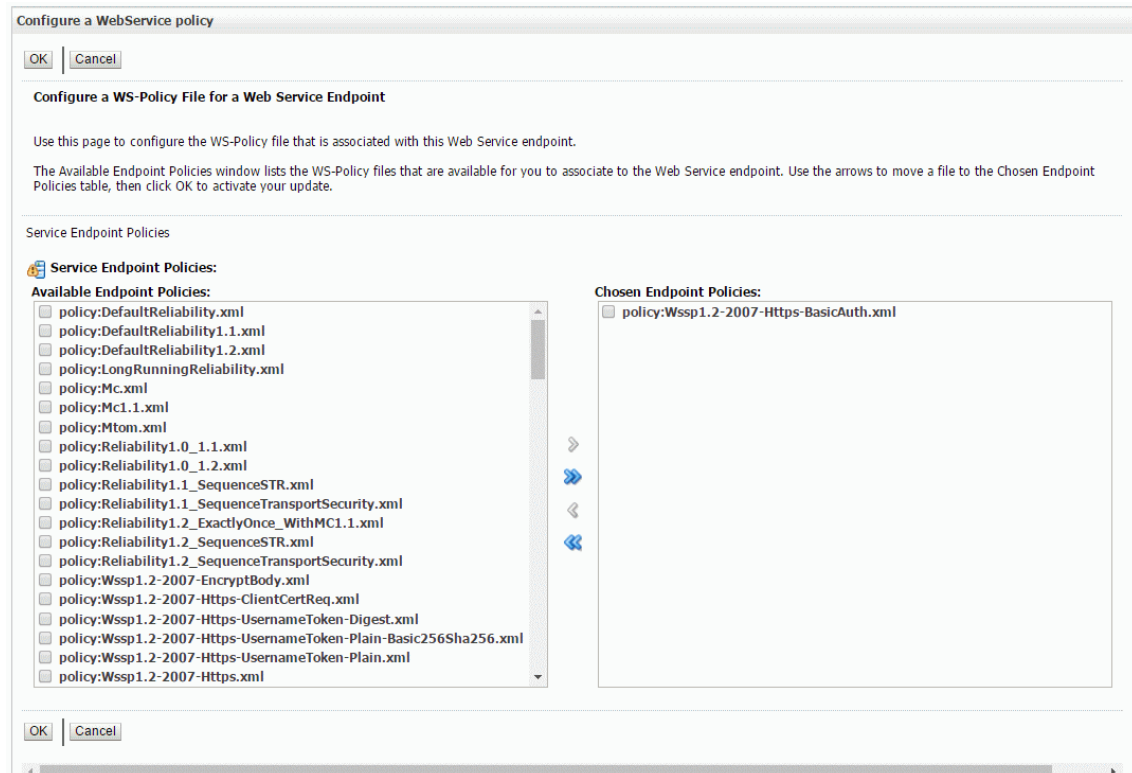 Configure a WebService policy
OK Cancel
Configure a WS-Policy File for a Web Service Endpoint
Use this page to configure the WS-Policy file that is associated with this Web Service endpoint.
The Available Endpoint Policies window lists the WS-Policy files that are available for you to associate to the Web Service endpoint. Use the arrows to move a file to the Chosen Endpoint
Policies table, then click OK to activate your update.
Service Endpoint Policies
Service Endpoint Policies:
Available Endpoint Policies:
policy:DefaultReliability.xml
policy:DefaultReliability1.1.xml
policy:DefaultReliability1.2.xml
policy:LongRunningReliability.xml
policy:Mc.xml
policy:Mc1.1.xml
policy:Mtom.xml
policy:Reliability1.0_1.1.xml
policy:Reliability1.0_1.2.xml
policy:Reliability1.1_SequenceSTR.xml
policy:Reliability1.1_SequenceTransportSecurity.xml
policy:Reliability1.2_ExactlyOnce_WithMC1.1.xml
policy:Reliability1.2_SequenceSTR.xml
policy:Reliability1.2_SequenceTransportSecurity.xml
policy:Wssp1.2-2007-EncryptBody.xml
policy:Wssp1.2-2007-Https-ClientCertReq.xml
policy:Wssp1.2-2007-Https-UsernameToken-Digest.xml
policy:Wssp1.2-2007-Https-UsernameToken-Plain-Basic256Sha256.xml
policy:Wssp1.2-2007-Https-UsernameToken-Plain.xml
policy:Wssp1.2-2007-Https.xml
Chosen Endpoint Policies:
policy:Wssp1.2-2007-Https-BasicAuth.xml
OK Cancel